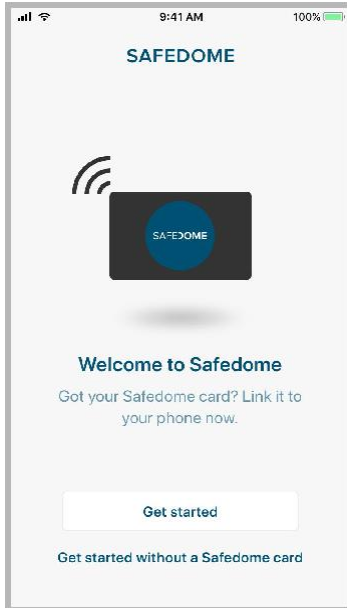 9:41 AM 100%
SAFEDOME
SAFEDOME
Welcome to Safedome
Got your Safedome card? Link it to
your phone now.
Get started
Get started without a Safedome card